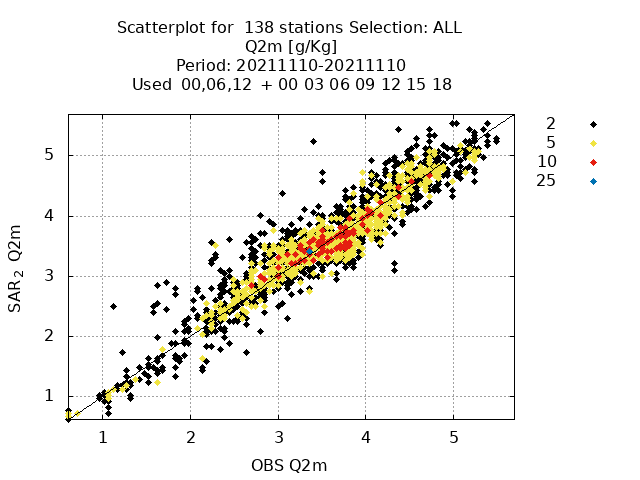 Scatterplot for 138 stations Selection: ALL
Q2m [g/Kg]
Period: 20211110-20211110
Used 00,06,12 + 00 03 06 09 12 15 18
2
5
10
25
5
4
3
2
1
SAR2 Q2m
1 2 3 4 5
OBS Q2m